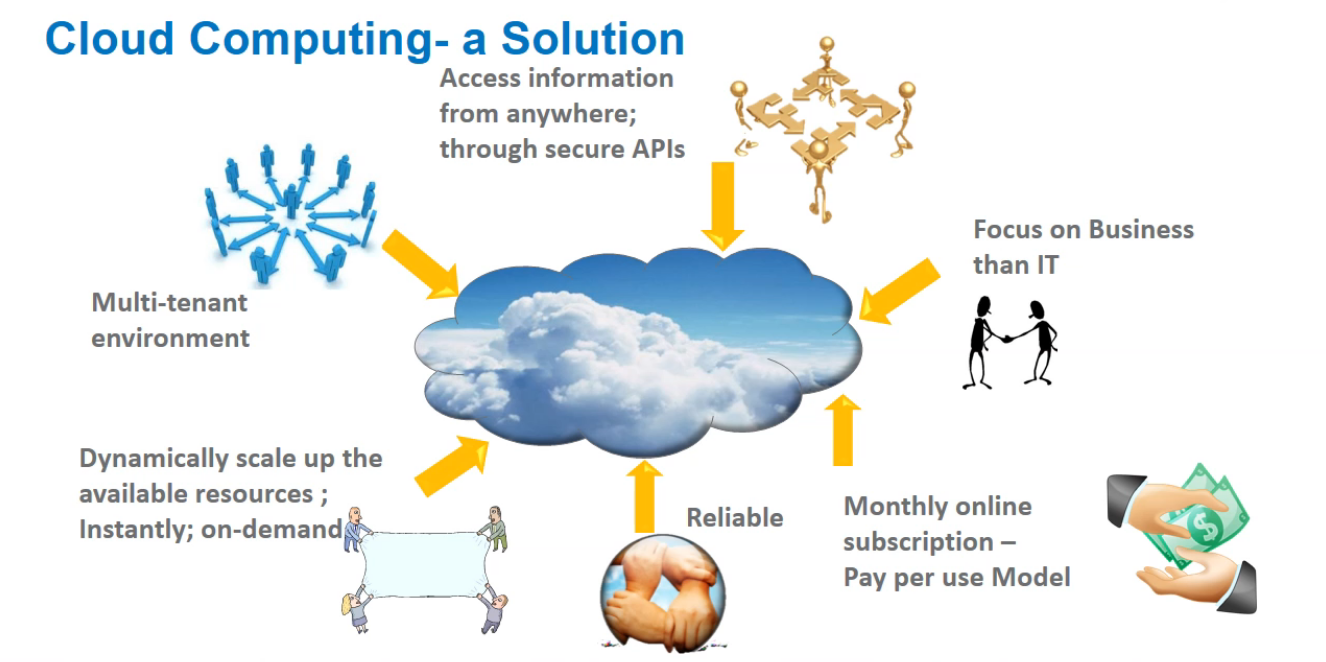 Cloud Computing- a Solution
Access information
from anywhere;
through secure APIs
Focus on Business
than IT
Multi-tenant
environment
Dynamically scale up the
available resources ;
Instantly; on-demand
Reliable
Monthly online
subscription –
Pay per use Model
$